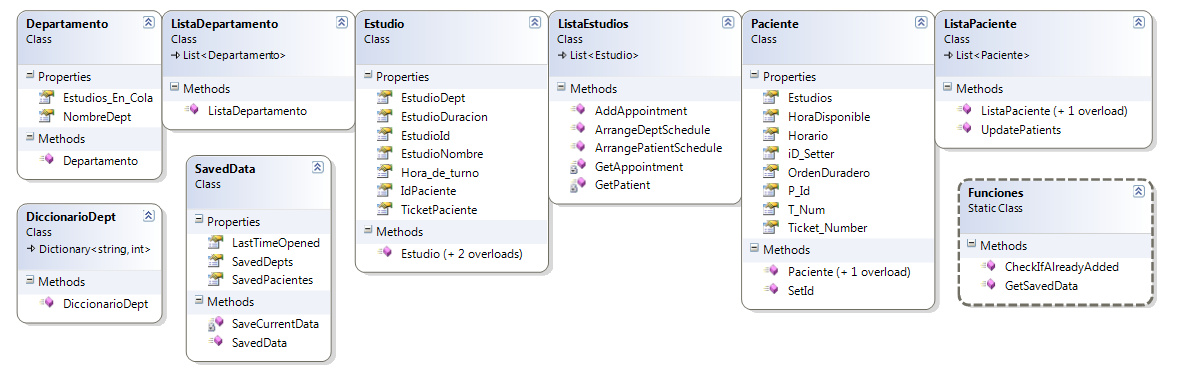 Departamento
Class
Properties
Estudios_En_Cola
NombreDept
Methods
Departamento
ListaDepartamento
Class
List<Departamento>
Methods
ListaDepartamento
Estudio
Class
Properties
EstudioDept
EstudioDuracion
EstudioId
EstudioNombre
Hora_de_turno
IdPaciente
TicketPaciente
Methods
Estudio (+ 2 overloads)
ListaEstudios
Class
List<Estudio>
Methods
AddAppointment
ArrangeDeptSchedule
ArrangePatientSchedule
GetAppointment
GetPatient
Paciente
Class
Properties
Estudios
HoraDisponible
Horario
iD_Setter
OrdenDuradero
P_Id
T_Num
Ticket_Number
Methods
Paciente (+ 1 overload)
SetId
ListaPaciente
Class
List<Paciente>
Methods
ListaPaciente (+ 1 overload)
UpdatePatients
DiccionarioDept
Class
Dictionary<string, int>
Methods
DiccionarioDept
SavedData
Class
Properties
LastTimeOpened
SavedDepts
SavedPacientes
Methods
SaveCurrentData
SavedData
Funciones
Static Class
Methods
CheckIfAlreadyAdded
GetSavedData